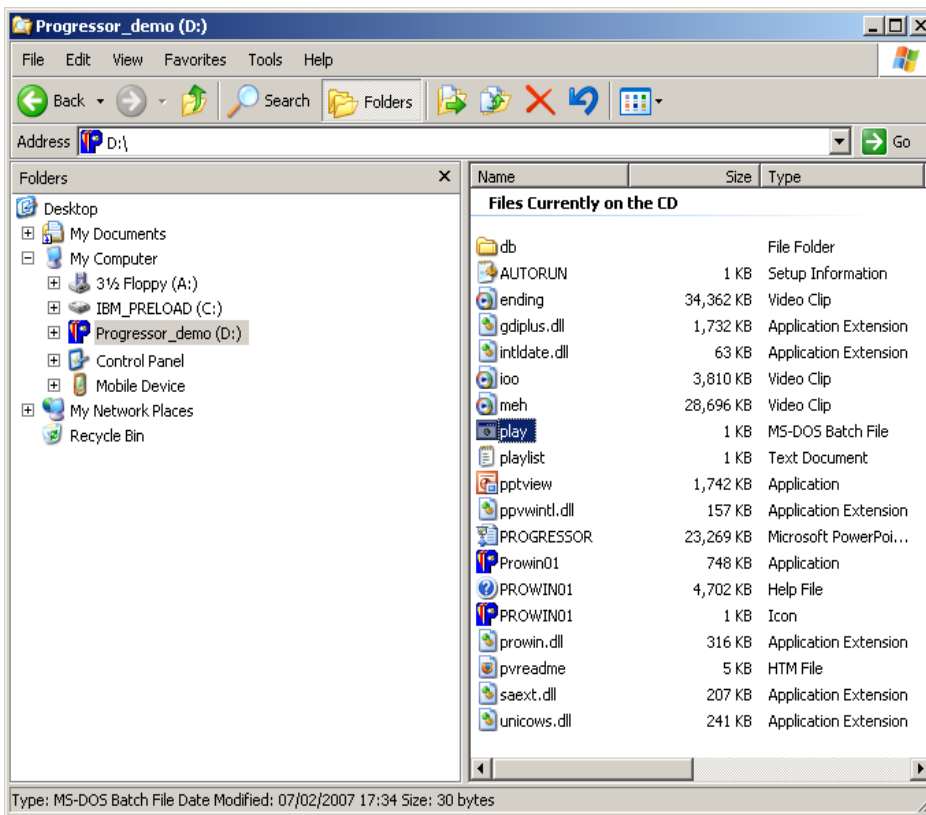 Progressor_demo (D:)
File Edit View Favorites Tools Help
Back Search Folders
Address D:\ Go
Folders
Desktop
My Documents
My Computer
3½ Floppy (A:)
IBM_PRELOAD (C:)
Progressor_demo (D:)
Control Panel
Mobile Device
My Network Places
Recycle Bin
Name Size Type
Files Currently on the CD
db File Folder
AUTORUN 1 KB Setup Information
ending 34,362 KB Video Clip
gdiplus.dll 1,732 KB Application Extension
intldate.dll 63 KB Application Extension
ioo 3,810 KB Video Clip
meh 28,696 KB Video Clip
play 1 KB MS-DOS Batch File
playlist 1 KB Text Document
pptview 1,742 KB Application
ppvwintl.dll 157 KB Application Extension
PROGRESSOR 23,269 KB Microsoft PowerPoi...
Prowin01 748 KB Application
PROWIN01 4,702 KB Help File
PROWIN01 1 KB Icon
prowin.dll 316 KB Application Extension
pvreadme 5 KB HTM File
saext.dll 207 KB Application Extension
unicows.dll 241 KB Application Extension
Type: MS-DOS Batch File Date Modified: 07/02/2007 17:34 Size: 30 bytes